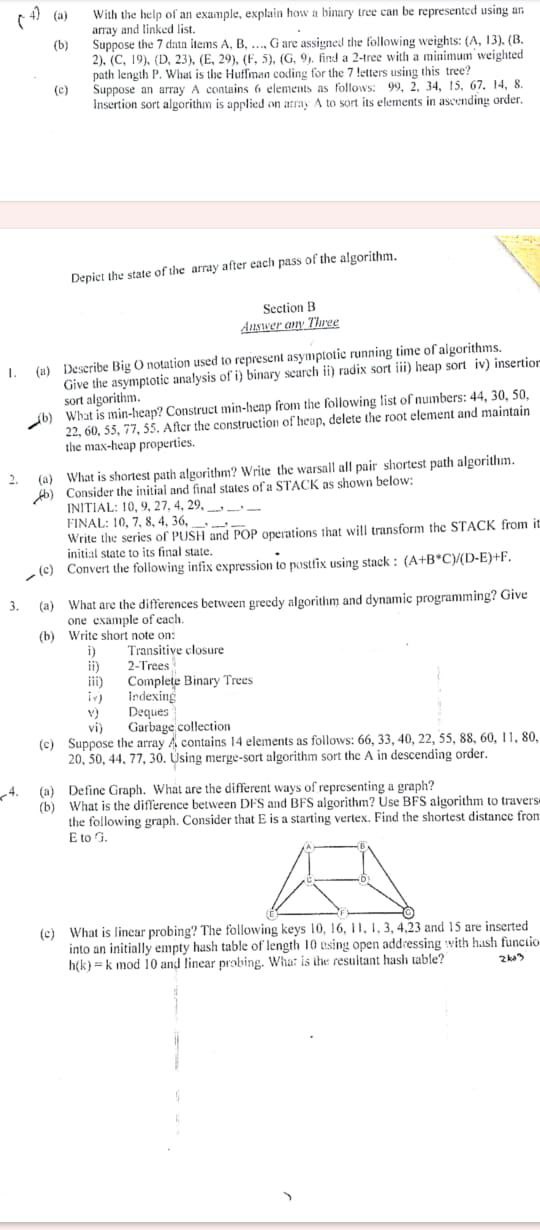 4) (a) With the help of an example, explain how a binary tree can be represented using an
array and linked list.
(b) Suppose the 7 data items A, B, ..., G are assigned the following weights: (A, 13), (B,
2), (C, 19), (D, 23), (E, 29), (F, 5), (G, 9). find a 2-tree with a minimum weighted
path length P. What is the Huffman coding for the 7 letters using this tree?
(c) Suppose an array A contains 6 elements as follows: 99, 2, 34, 15, 67, 14, 8.
Insertion sort algorithm is applied on array A to sort its elements in ascending order.
Depict the state of the array after each pass of the algorithm.
Section B
Answer any Three
1. (a) Describe Big O notation used to represent asymptotic running time of algorithms.
Give the asymptotic analysis of i) binary search ii) radix sort iii) heap sort iv) insertion
sort algorithm.
(b) What is min-heap? Construct min-heap from the following list of numbers: 44, 30, 50,
22, 60, 55, 77, 55. After the construction of heap, delete the root element and maintain
the max-heap properties.
2. (a) What is shortest path algorithm? Write the warsall all pair shortest path algorithm.
(b) Consider the initial and final states of a STACK as shown below:
INITIAL: 10, 9, 27, 4, 29, __, __, __
FINAL: 10, 7, 8, 4, 36, __, __, __
Write the series of PUSH and POP operations that will transform the STACK from it
initial state to its final state.
(c) Convert the following infix expression to postfix using stack : (A+B*C)/(D-E)+F.
3. (a) What are the differences between greedy algorithm and dynamic programming? Give
one example of each.
(b) Write short note on:
i) Transitive closure
ii) 2-Trees
iii) Complete Binary Trees
iv) Indexing
v) Deques
vi) Garbage collection
(c) Suppose the array A contains 14 elements as follows: 66, 33, 40, 22, 55, 88, 60, 11, 80,
20, 50, 44, 77, 30. Using merge-sort algorithm sort the A in descending order.
4. (a) Define Graph. What are the different ways of representing a graph?
(b) What is the difference between DFS and BFS algorithm? Use BFS algorithm to travers
the following graph. Consider that E is a starting vertex. Find the shortest distance from
E to G.
A B
C D
E F G
(c) What is linear probing? The following keys 10, 16, 11, 1, 3, 4,23 and 15 are inserted
into an initially empty hash table of length 10 using open addressing with hash functio
h(k) = k mod 10 and linear probing. What is the resultant hash table?